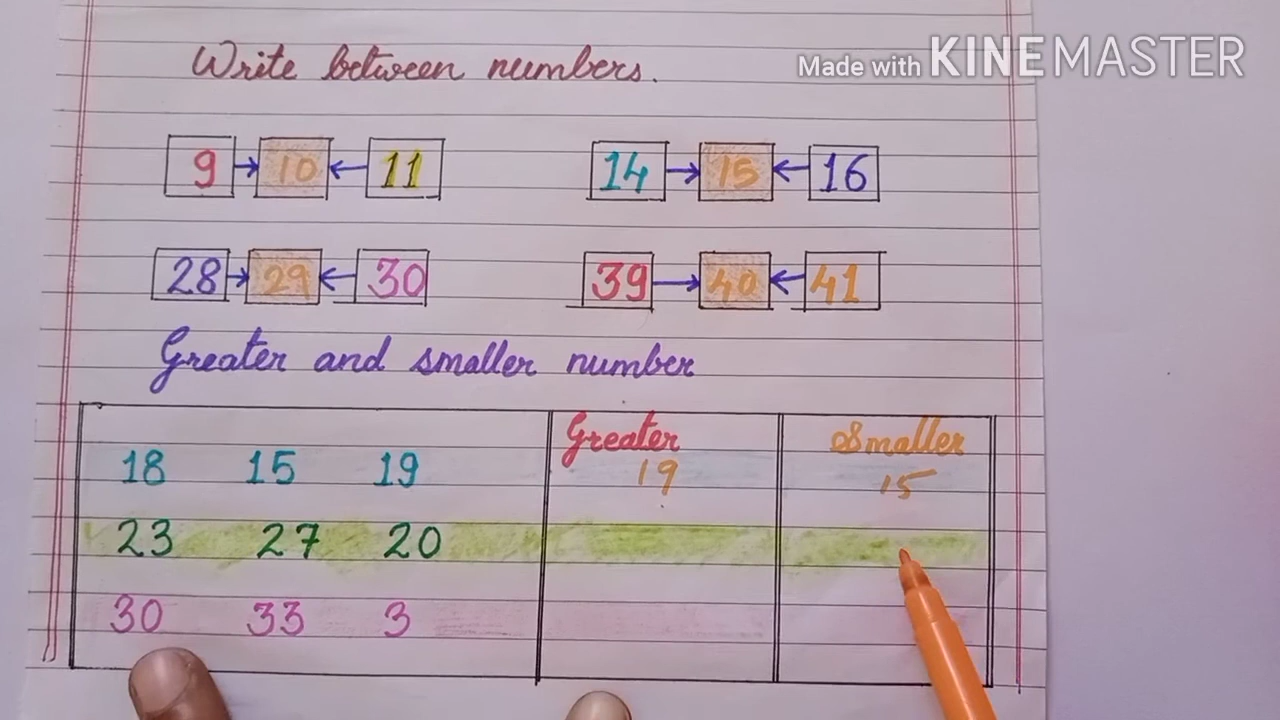 Write between numbers.
Made with KINEMASTER
9 10 11 14 15 16
28 29 30 39 40 41
Greater and smaller number
Greater Smaller
18 15 19 19 15
23 27 20
30 33 3